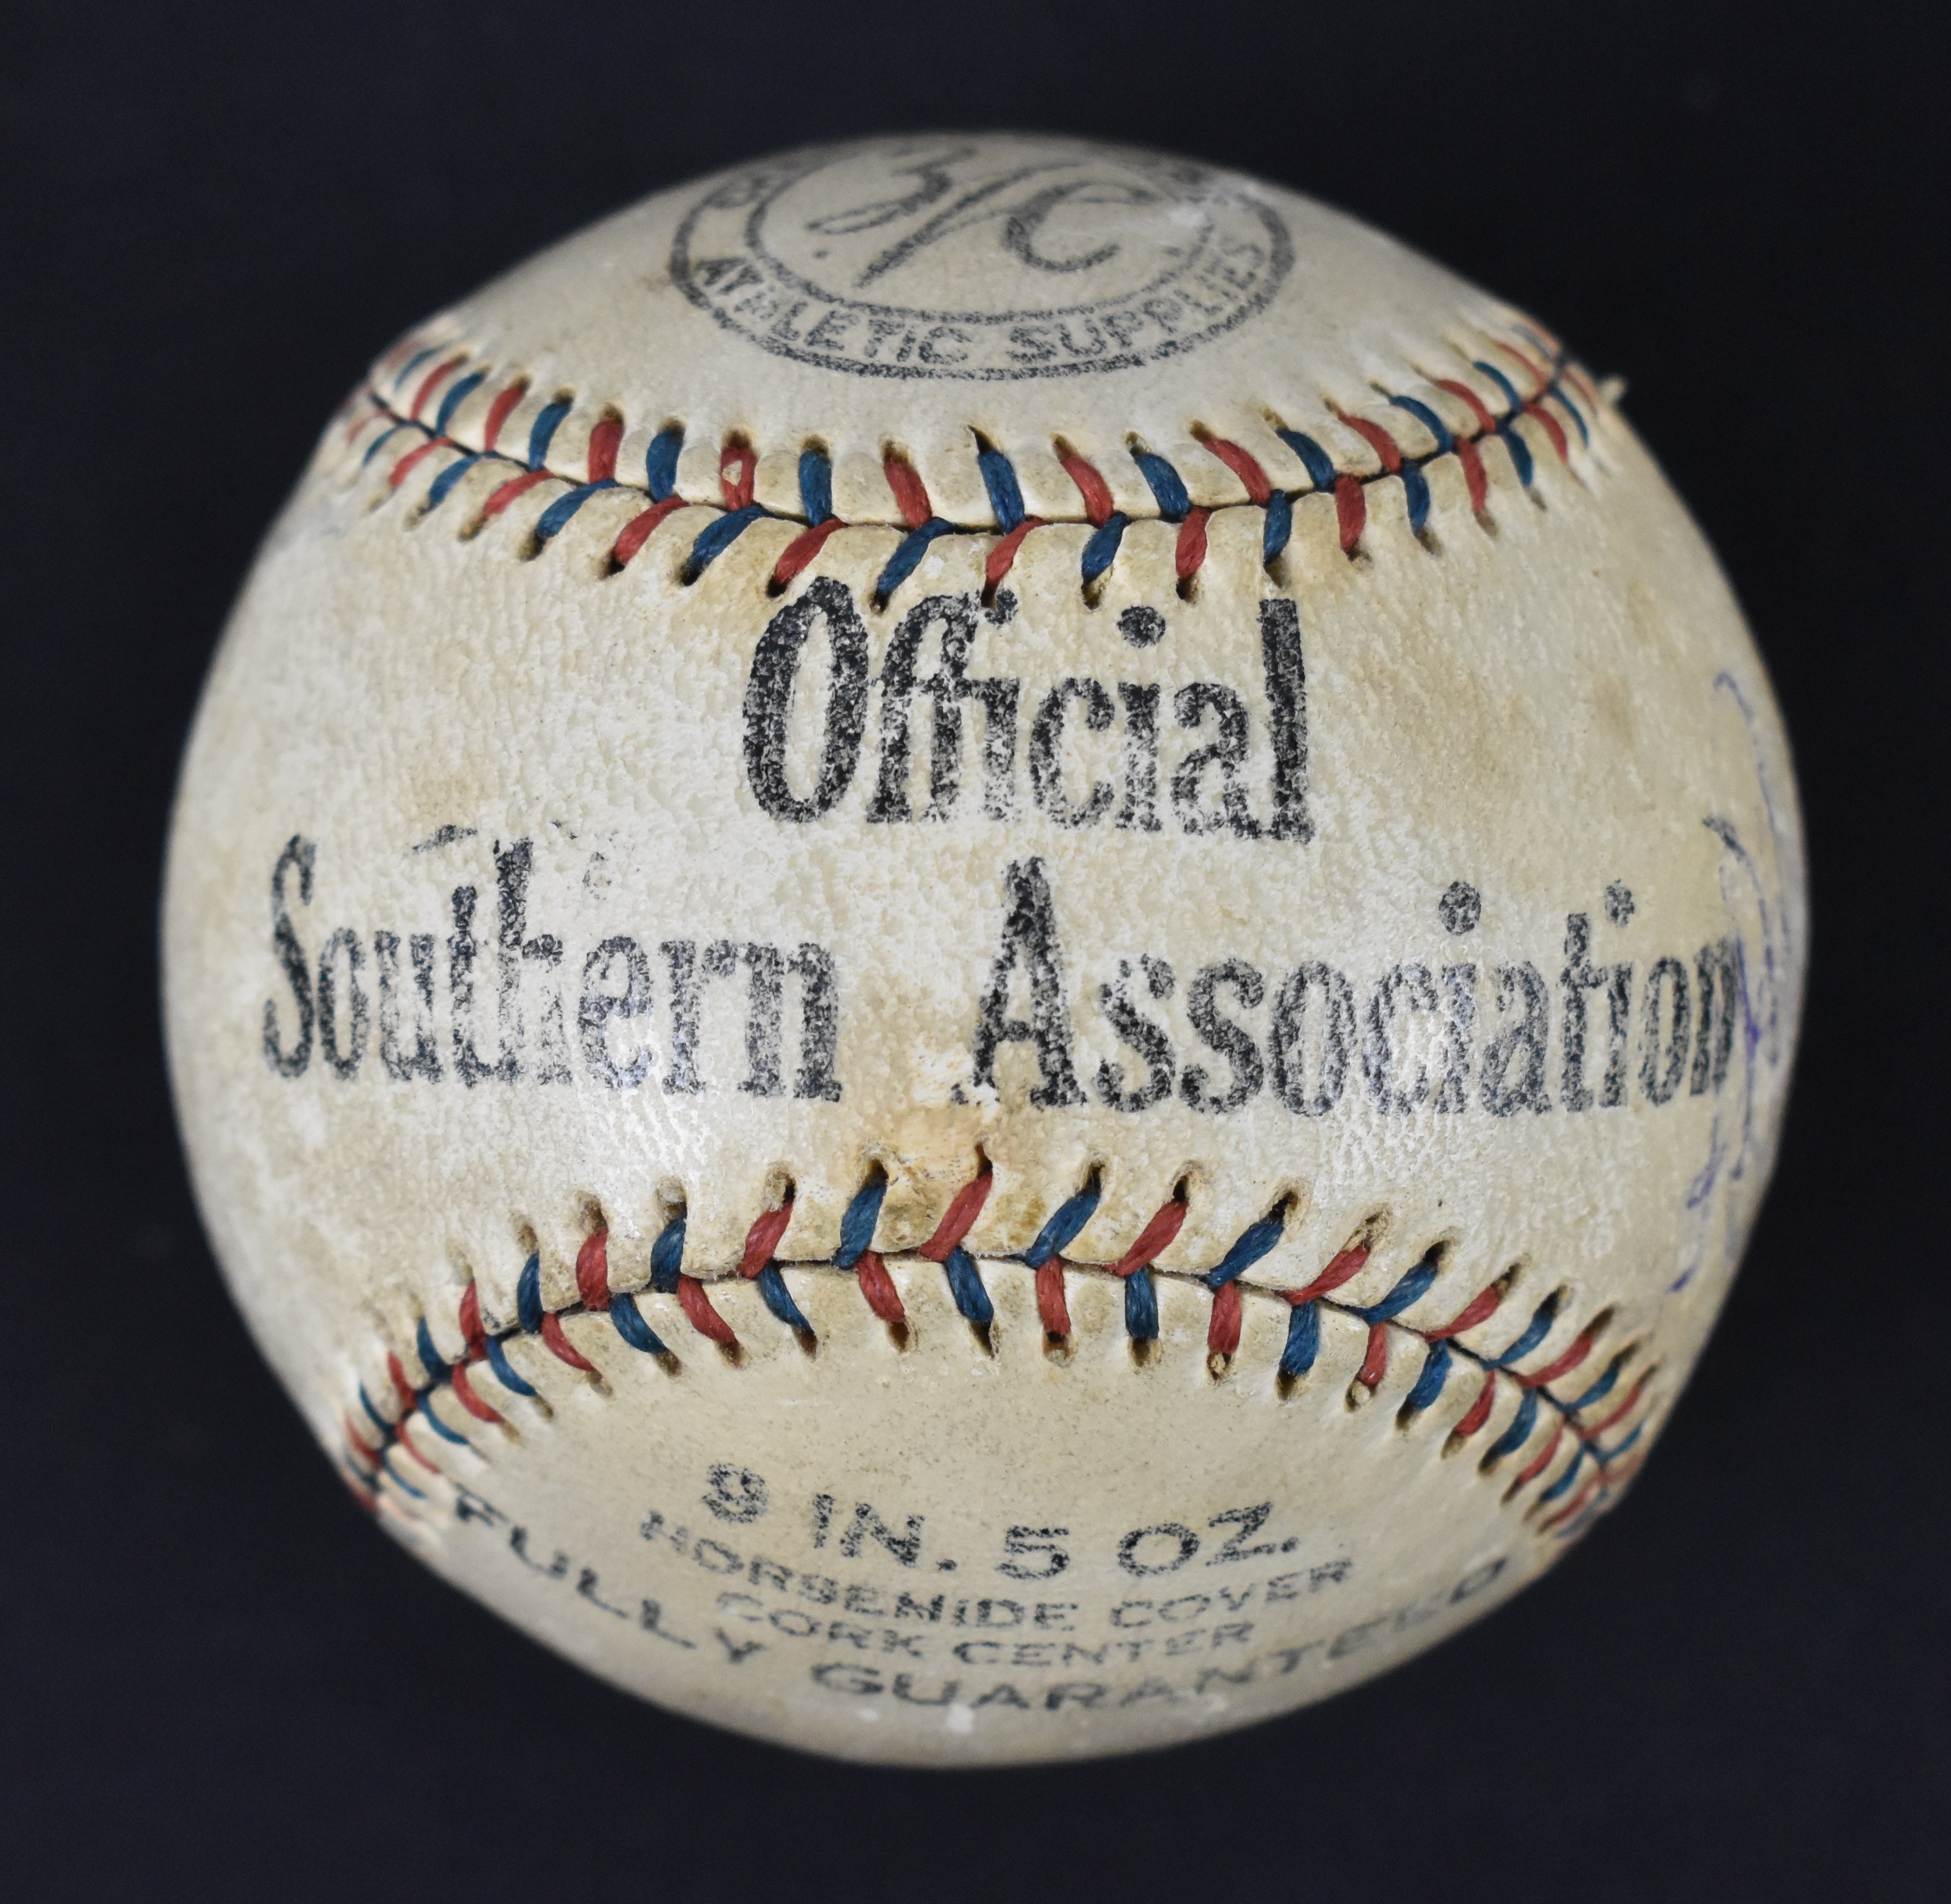 ATHLETIC SUPPLIES
Official
Southern Association
9 IN. 5 OZ.
HORSEHIDE COVER
CORK CENTER
FULLY GUARANTEED